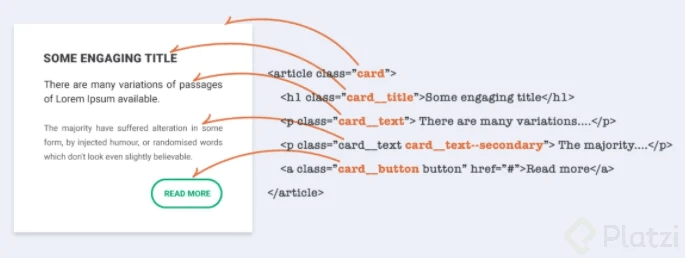 SOME ENGAGING TITLE
There are many variations of passages
of Lorem Ipsum available.
The majority have suffered alteration in some
form, by injected humour, or randomised words
which don't look even slightly believable.
READ MORE
<article class="card">
<h1 class="card__title">Some engaging title</h1>
<p class="card__text"> There are many variations....</p>
<p class="card__text card__text--secondary"> The majority....</p>
<a class="card__button button" href="#">Read more</a>
</article>
Platzi